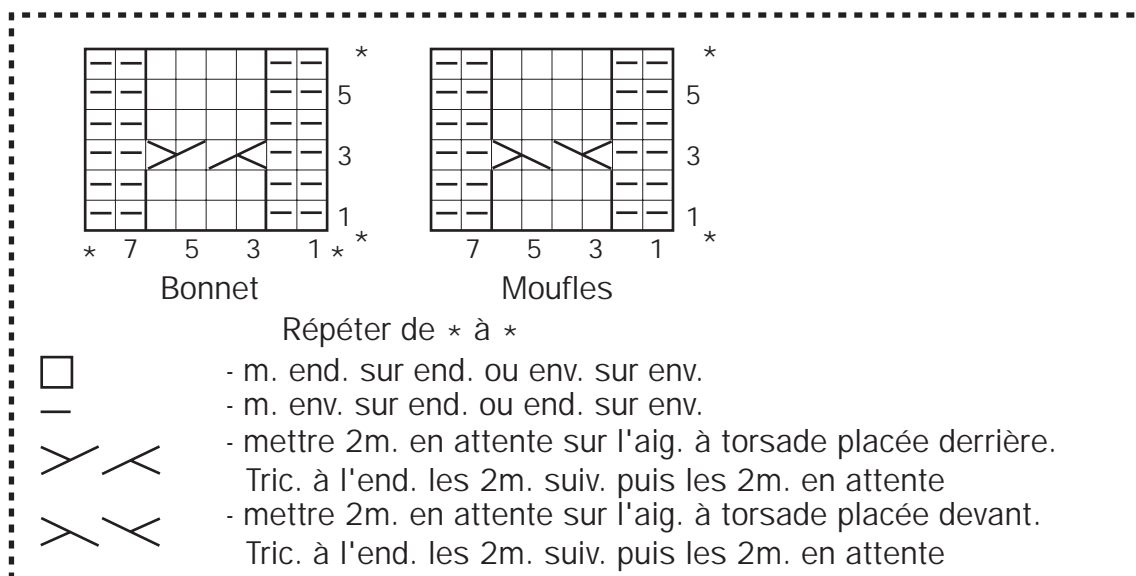 * *
5 5
3 3
1 1
* 7 5 3 1 * * 7 5 3 1 *
Bonnet Moufles
Répéter de * à *
- m. end. sur end. ou env. sur env.
- m. env. sur end. ou end. sur env.
- mettre 2m. en attente sur l'aig. à torsade placée derrière.
Tric. à l'end. les 2m. suiv. puis les 2m. en attente
- mettre 2m. en attente sur l'aig. à torsade placée devant.
Tric. à l'end. les 2m. suiv. puis les 2m. en attente